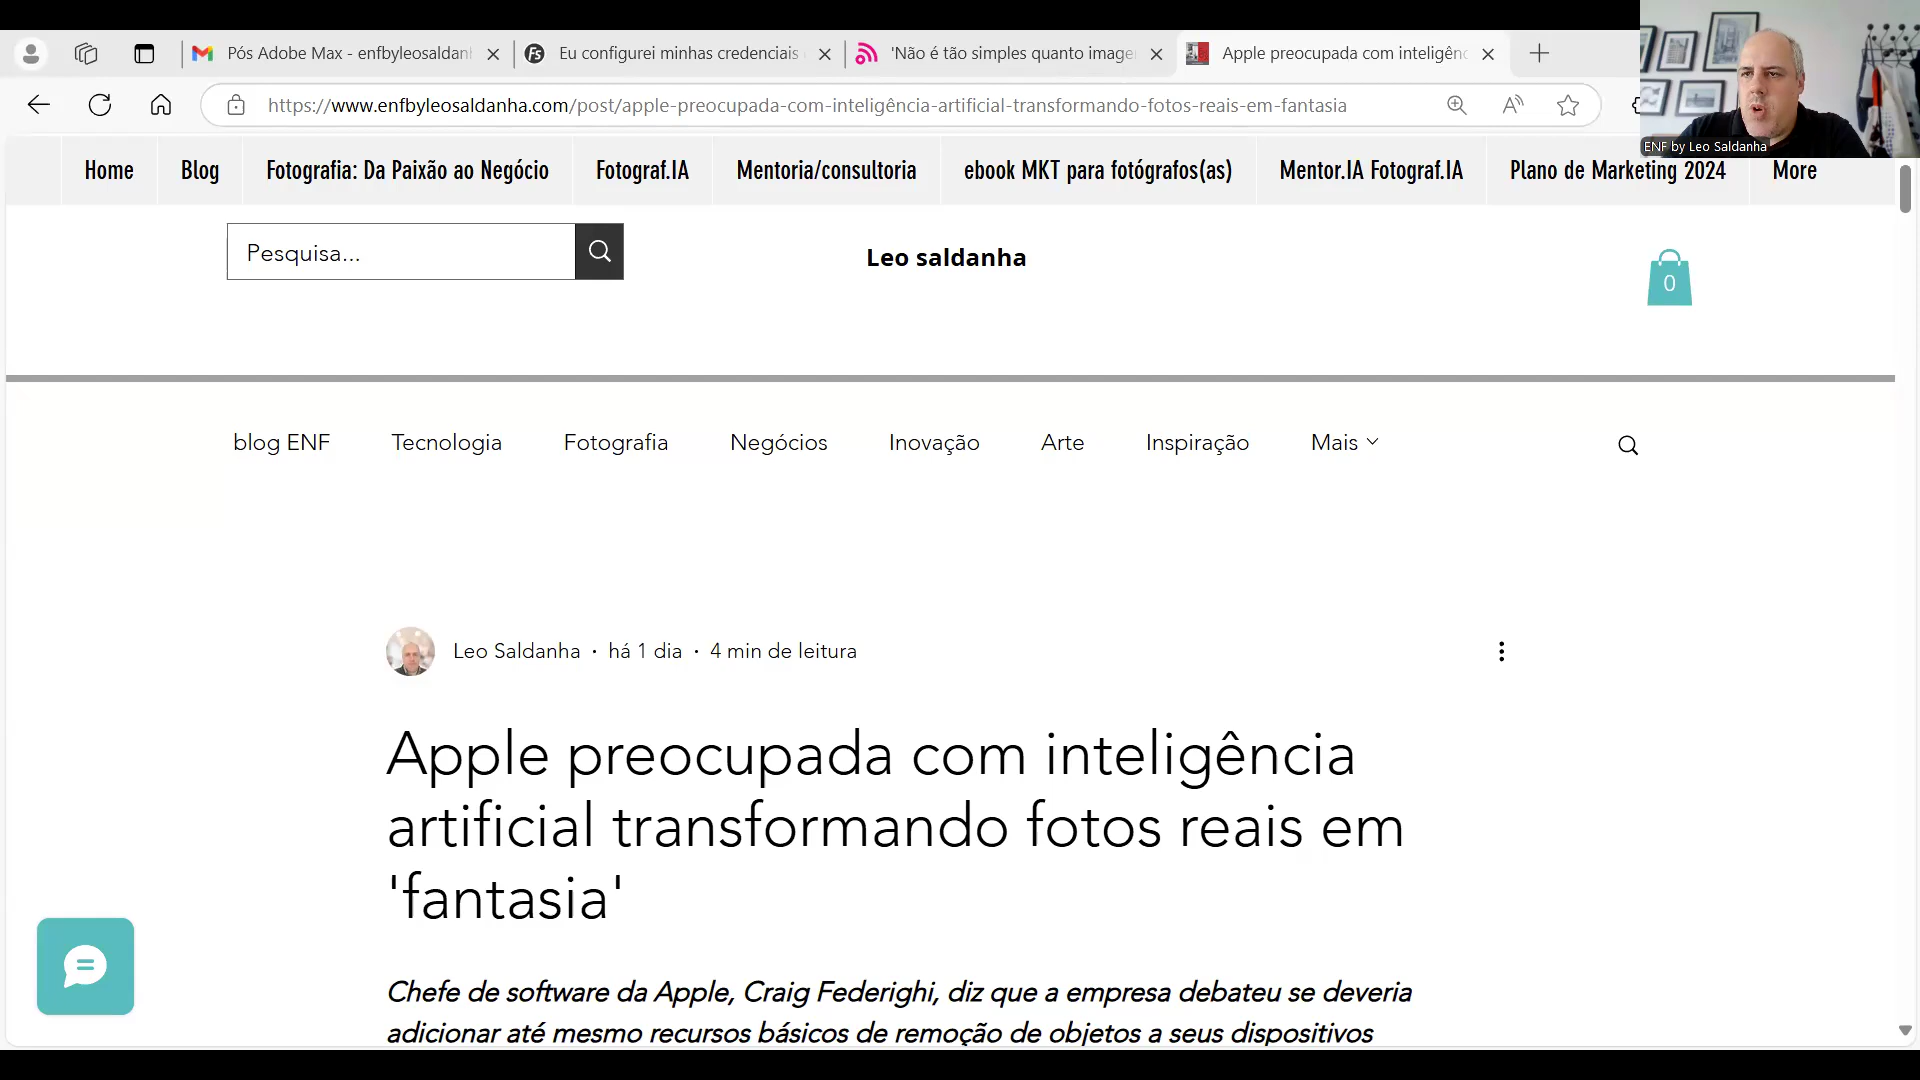 Pós Adobe Max - enfbyleosaldanh
Eu configurei minhas credenciais
'Não é tão simples quanto image
Apple preocupada com inteligênc
https://www.enfbyleosaldanha.com/post/apple-preocupada-com-inteligência-artificial-transformando-fotos-reais-em-fantasia
ENF by Leo Saldanha
Home
Blog
Fotografia: Da Paixão ao Negócio
Fotograf.IA
Mentoria/consultoria
ebook MKT para fotógrafos(as)
Mentor.IA Fotograf.IA
Plano de Marketing 2024
More
Pesquisa...
Leo saldanha
0
blog ENF
Tecnologia
Fotografia
Negócios
Inovação
Arte
Inspiração
Mais
Leo Saldanha · há 1 dia · 4 min de leitura
Apple preocupada com inteligência
artificial transformando fotos reais em
'fantasia'
Chefe de software da Apple, Craig Federighi, diz que a empresa debateu se deveria
adicionar até mesmo recursos básicos de remoção de objetos a seus dispositivos